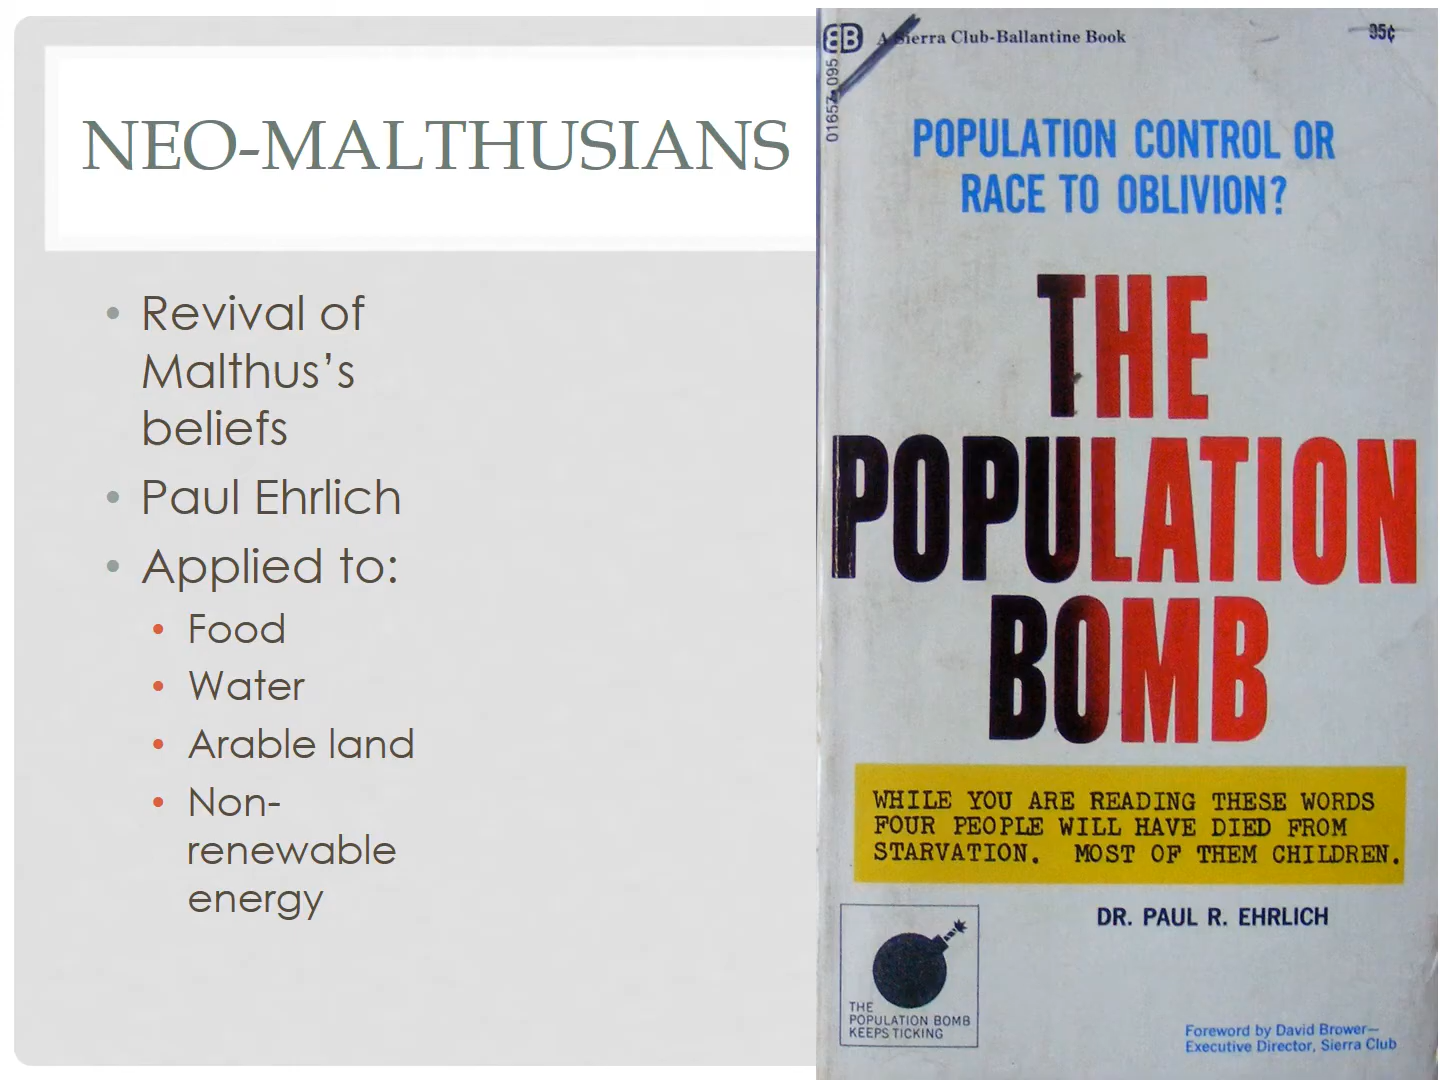 NEO-MALTHUSIANS
• Revival of
Malthus’s
beliefs
• Paul Ehrlich
• Applied to:
• Food
• Water
• Arable land
• Non-
renewable
energy
BB
A Sierra Club-Ballantine Book
95¢
01657-095
POPULATION CONTROL OR
RACE TO OBLIVION?
THE
POPULATION
BOMB
WHILE YOU ARE READING THESE WORDS
FOUR PEOPLE WILL HAVE DIED FROM
STARVATION. MOST OF THEM CHILDREN.
DR. PAUL R. EHRLICH
THE
POPULATION BOMB
KEEPS TICKING
Foreword by David Brower—
Executive Director, Sierra Club